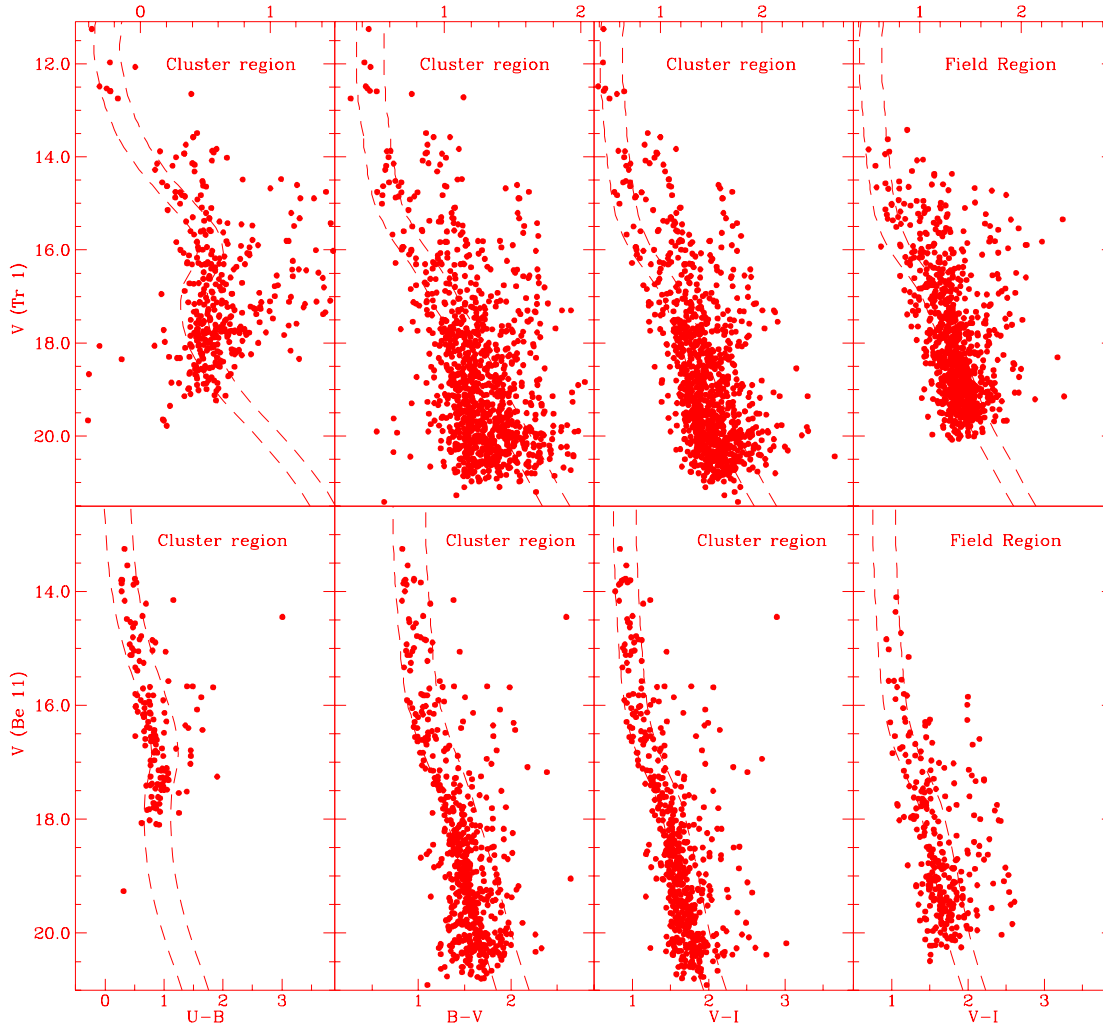 0 1 1 2 1 2 1 2
Cluster region Cluster region Cluster region Field Region
12.0
14.0
16.0
18.0
20.0
V (Tr 1)
Cluster region Cluster region Cluster region Field Region
14.0
16.0
18.0
20.0
V (Be 11)
0 1 2 3 1 2 1 2 3 1 2 3
U-B B-V V-I V-I